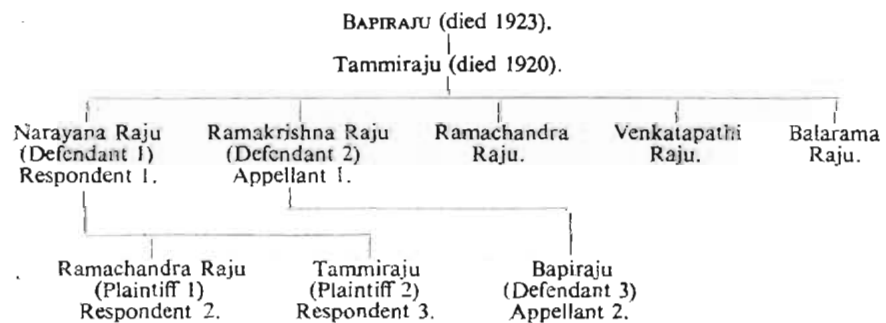 BAPIRAJU (died 1923).
Tammiraju (died 1920).
Narayana Raju Ramakrishna Raju Ramachandra Venkatapathi Balarama
(Defendant 1) (Defendant 2) Raju. Raju. Raju.
Respondent 1. Appellant 1.
Ramachandra Raju Tammiraju Bapiraju
(Plaintiff 1) (Plaintiff 2) (Defendant 3)
Respondent 2. Respondent 3. Appellant 2.